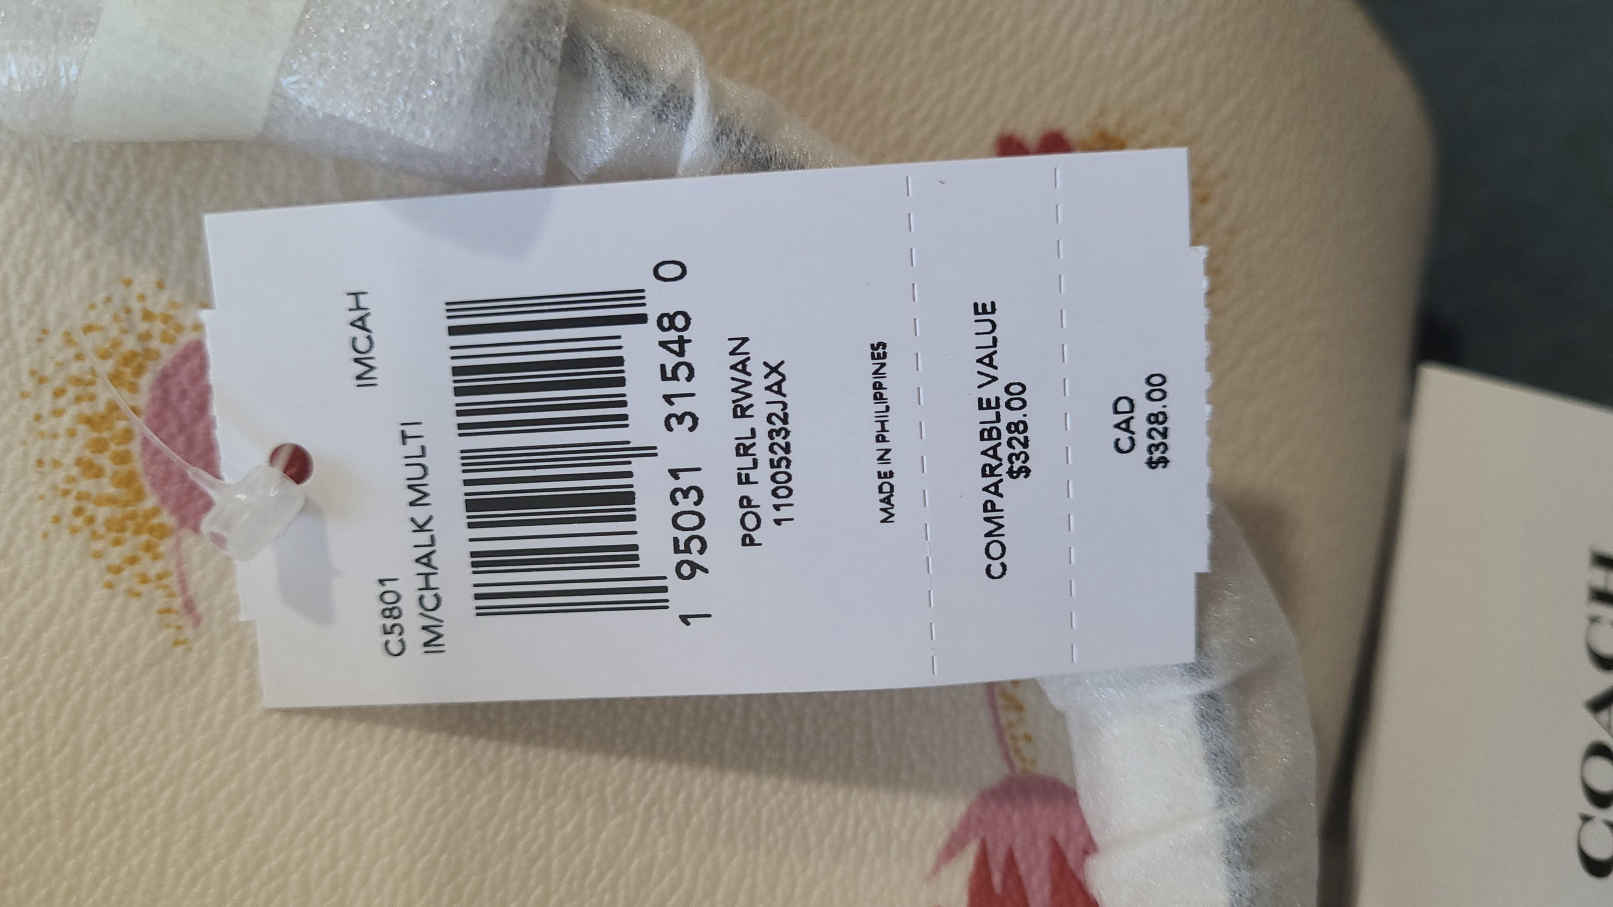 C5801
IMCAH
IM/CHALK MULTI
1 95031 31548 0
POP FLRL RWAN
11005232JAX
MADE IN PHILIPPINES
COMPARABLE VALUE
$328.00
CAD
$328.00
COACH